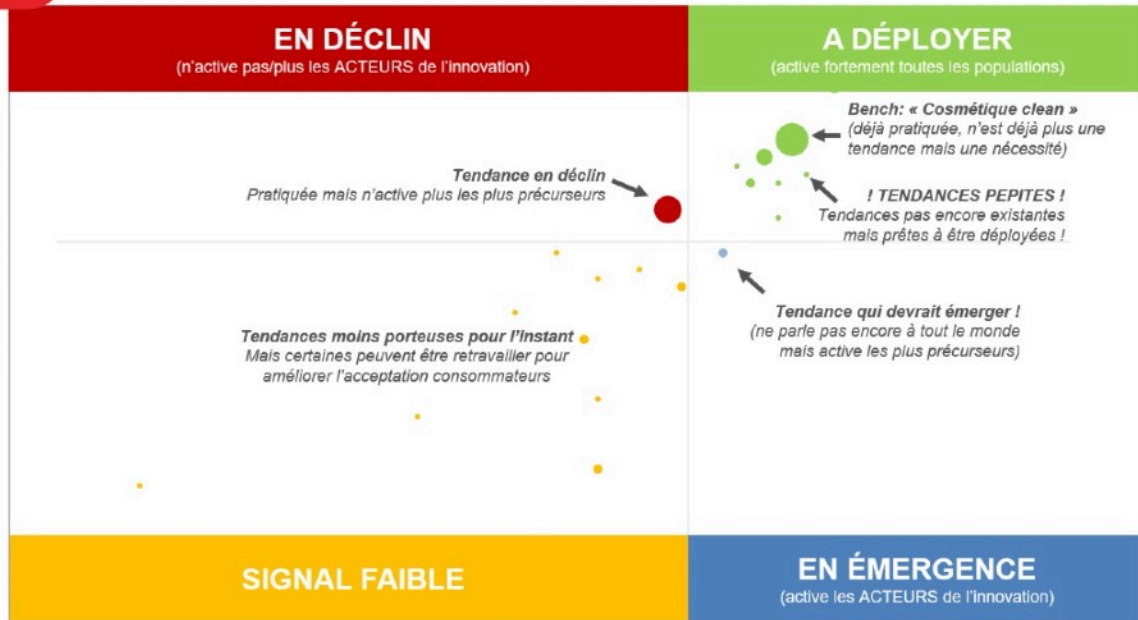 EN DÉCLIN
(n'active pas/plus les ACTEURS de l'innovation)
A DÉPLOYER
(active fortement toutes les populations)
Bench: « Cosmétique clean »
(déjà pratiquée, n'est déjà plus une
tendance mais une nécessité)
Tendance en déclin
Pratiquée mais n'active plus les plus précurseurs
! TENDANCES PEPITES !
Tendances pas encore existantes
mais prêtes à être déployées !
Tendance qui devrait émerger !
(ne parle pas encore à tout le monde
mais active les plus précurseurs)
Tendances moins porteuses pour l'instant
Mais certaines peuvent être retravailler pour
améliorer l'acceptation consommateurs
SIGNAL FAIBLE
EN ÉMERGENCE
(active les ACTEURS de l'innovation)